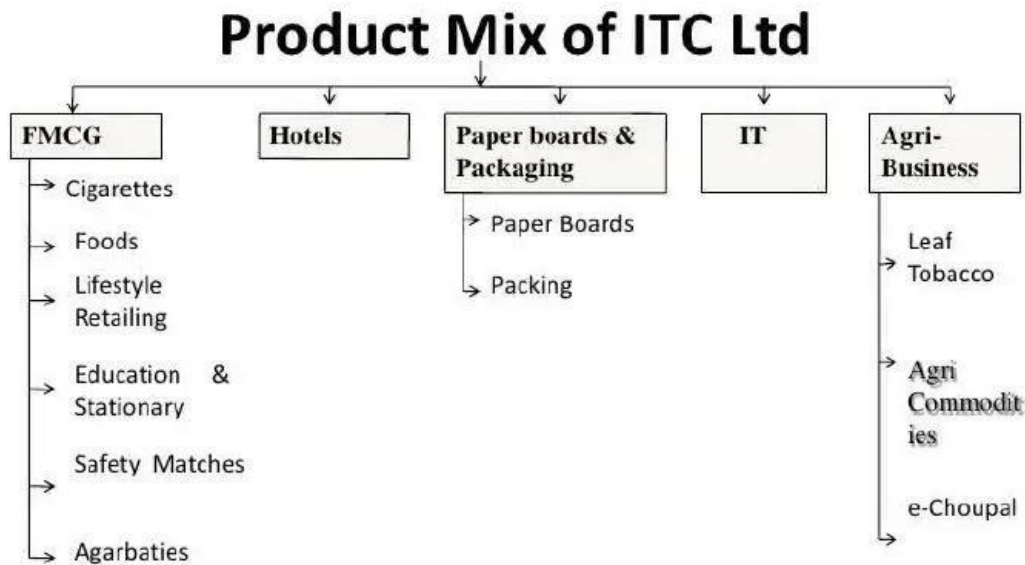 Product Mix of ITC Ltd
FMCG
Cigarettes
Foods
Lifestyle
Retailing
Education &
Stationary
Safety Matches
Agarbaties
Hotels
Paper boards &
Packaging
Paper Boards
Packing
IT
Agri-
Business
Leaf
Tobacco
Agri
Commodit
ies
e-Choupal